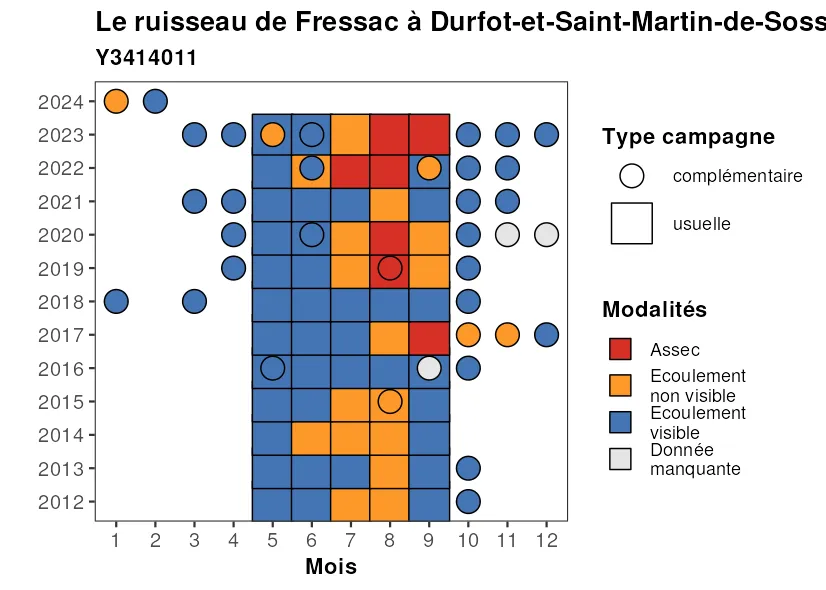 Le ruisseau de Fressac à Durfot-et-Saint-Martin-de-Soss
Y3414011
2024
2023
2022
2021
2020
2019
2018
2017
2016
2015
2014
2013
2012
1 2 3 4 5 6 7 8 9 10 11 12
Mois
Type campagne
complémentaire
usuelle
Modalités
Assec
Ecoulement
non visible
Ecoulement
visible
Donnée
manquante